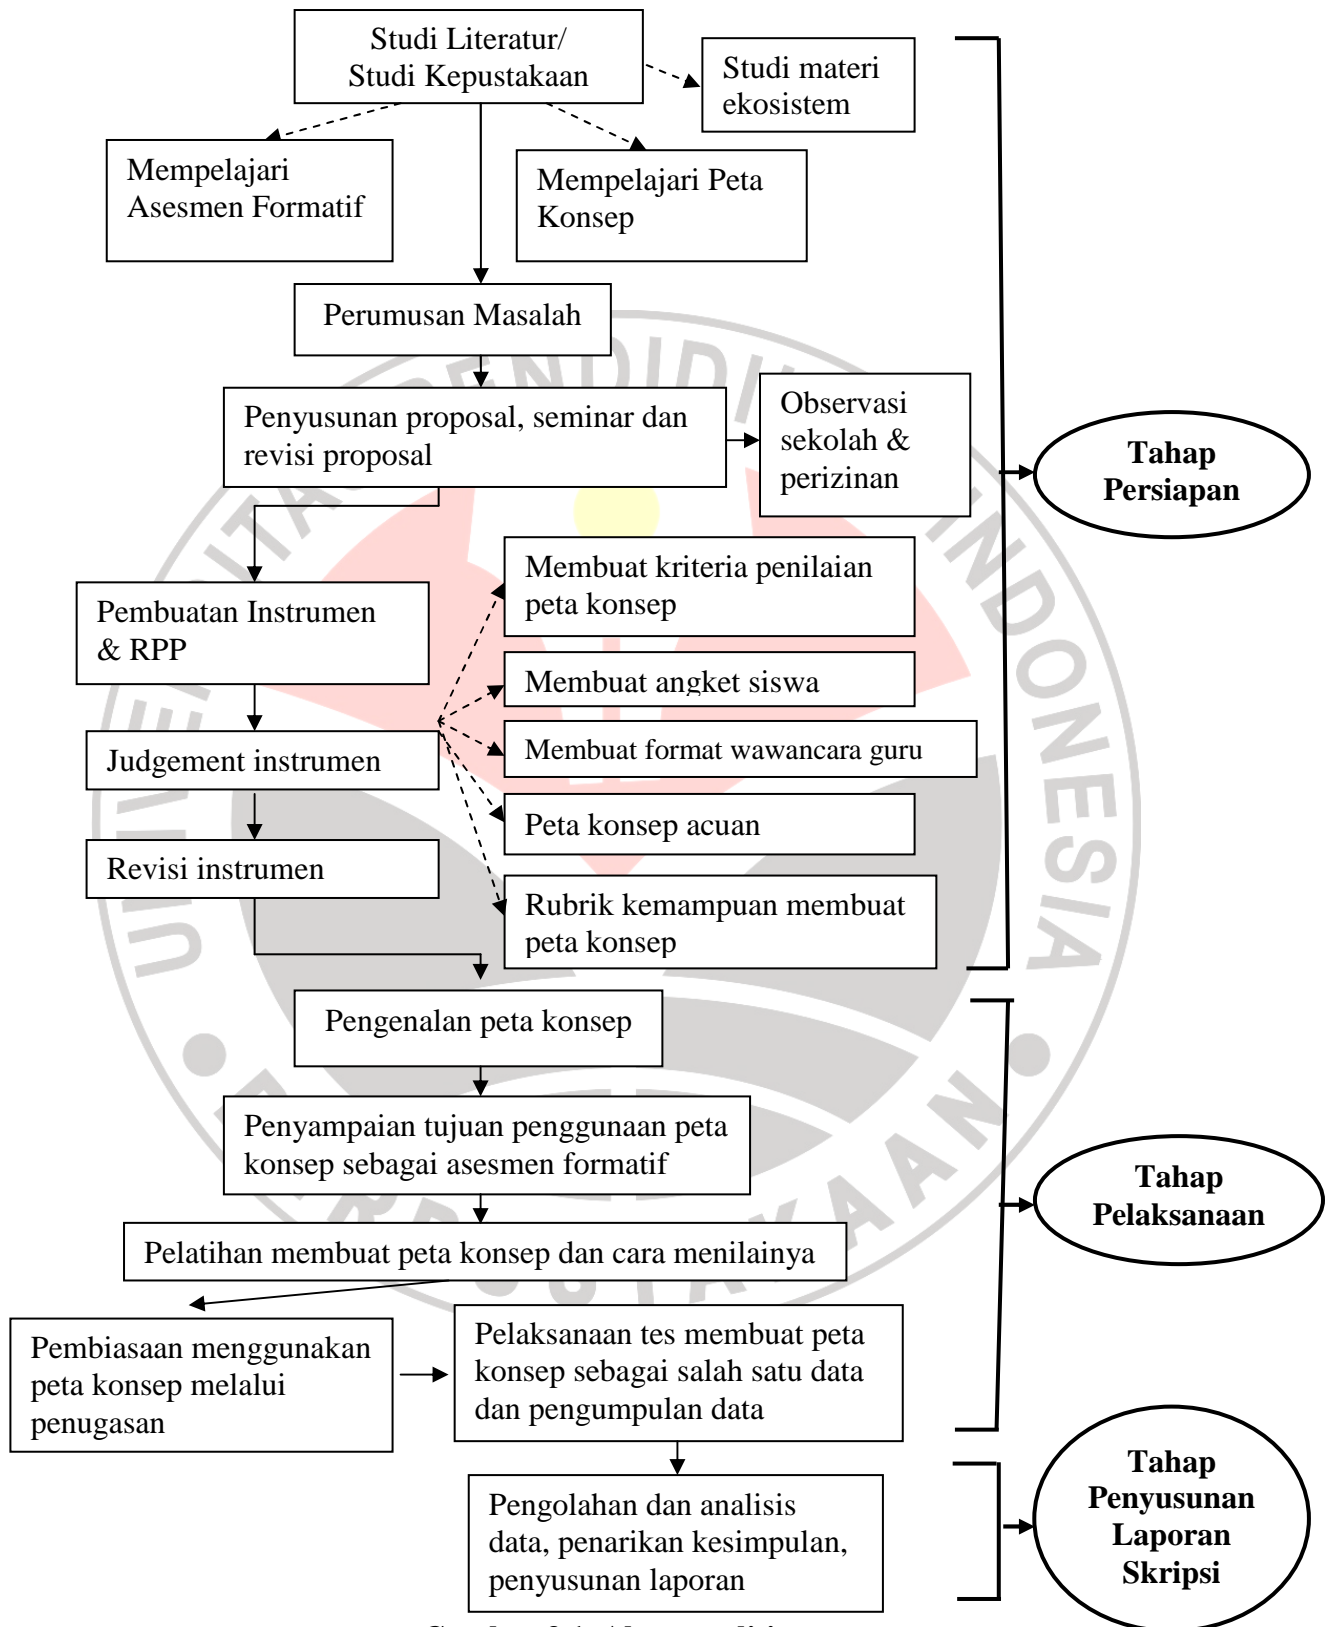 Studi Literatur/
Studi Kepustakaan
Studi materi
ekosistem
Mempelajari
Asesmen Formatif
Mempelajari Peta
Konsep
Perumusan Masalah
Penyusunan proposal, seminar dan
revisi proposal
Observasi
sekolah &
perizinan
Tahap
Persiapan
Pembuatan Instrumen
& RPP
Membuat kriteria penilaian
peta konsep
Membuat angket siswa
Membuat format wawancara guru
Judgement instrumen
Peta konsep acuan
Revisi instrumen
Rubrik kemampuan membuat
peta konsep
Pengenalan peta konsep
Penyampaian tujuan penggunaan peta
konsep sebagai asesmen formatif
Tahap
Pelaksanaan
Pelatihan membuat peta konsep dan cara menilainya
Pembiasaan menggunakan
peta konsep melalui
penugasan
Pelaksanaan tes membuat peta
konsep sebagai salah satu data
dan pengumpulan data
Pengolahan dan analisis
data, penarikan kesimpulan,
penyusunan laporan
Tahap
Penyusunan
Laporan
Skripsi